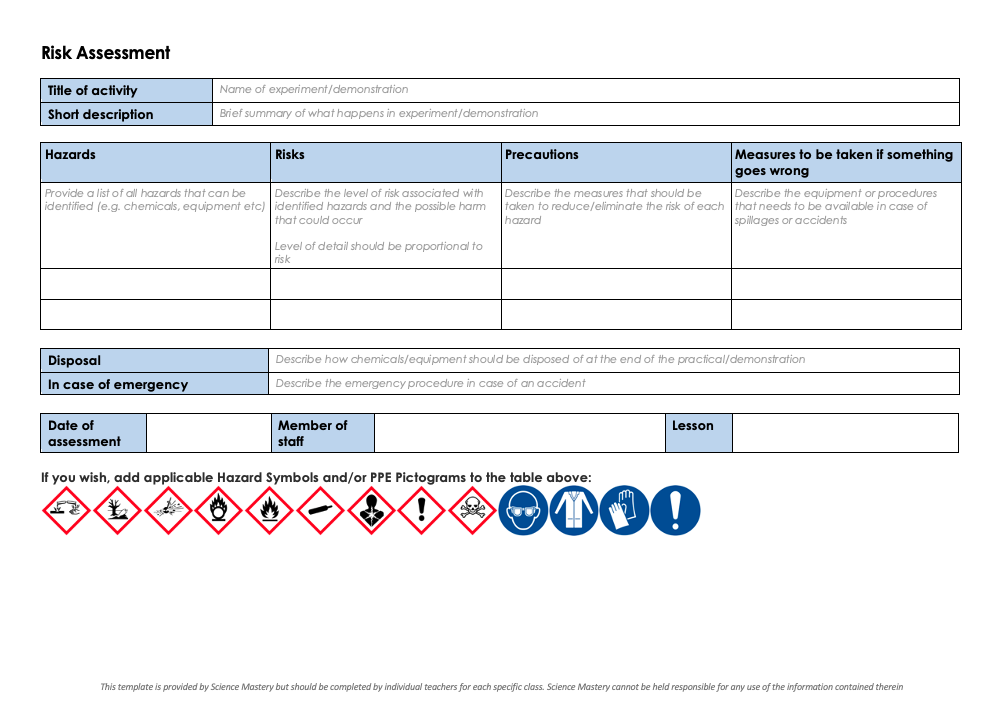 Risk Assessment
Title of activity
Name of experiment/demonstration
Short description
Brief summary of what happens in experiment/demonstration
Hazards
Risks
Precautions
Measures to be taken if something
goes wrong
Provide a list of all hazards that can be
identified (e.g. chemicals, equipment etc)
Describe the level of risk associated with
identified hazards and the possible harm
that could occur
Level of detail should be proportional to
risk
Describe the measures that should be
taken to reduce/eliminate the risk of each
hazard
Describe the equipment or procedures
that needs to be available in case of
spillages or accidents
Disposal
Describe how chemicals/equipment should be disposed of at the end of the practical/demonstration
In case of emergency
Describe the emergency procedure in case of an accident
Date of
assessment
Member of
staff
Lesson
If you wish, add applicable Hazard Symbols and/or PPE Pictograms to the table above:
This template is provided by Science Mastery but should be completed by individual teachers for each specific class. Science Mastery cannot be held responsible for any use of the information contained therein